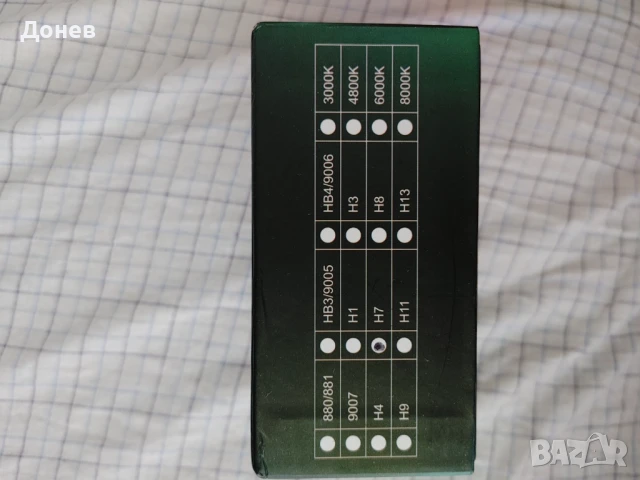 Донев
880/881 HB3/9005 HB4/9006 3000K
9007 H1 H3 4800K
H4 H7 H8 6000K
H9 H11 H13 8000K
BAZAR